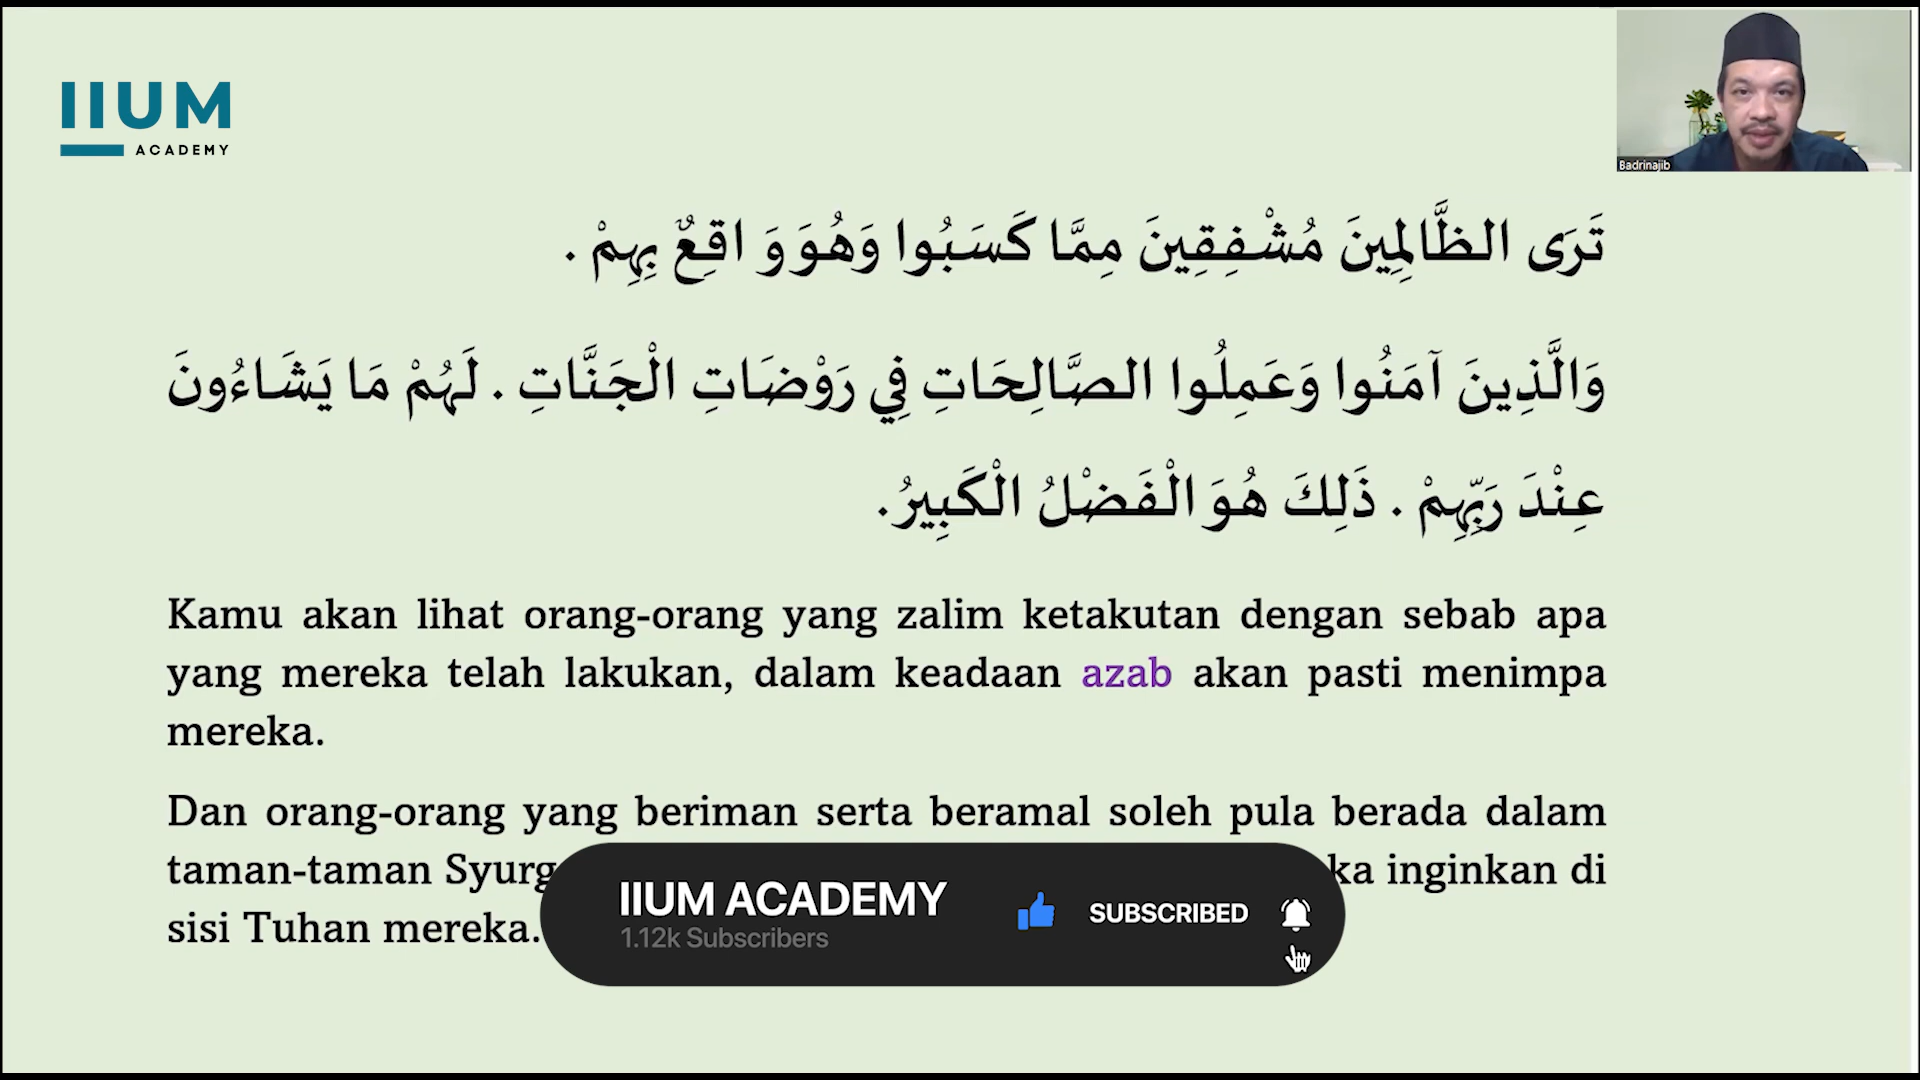 IIUM
ACADEMY
Badrinajib
تَرَى الظَّالِمِينَ مُشْفِقِينَ مِمَّا كَسَبُوا وَهُوَ وَ اقِعٌ بِهِمْ .
وَالَّذِينَ آمَنُوا وَعَمِلُوا الصَّالِحَاتِ فِي رَوْضَاتِ الْجَنَّاتِ . لَهُمْ مَا يَشَاءُونَ
عِنْدَ رَبِّهِمْ . ذَلِكَ هُوَ الْفَضْلُ الْكَبِيرُ.
Kamu akan lihat orang-orang yang zalim ketakutan dengan sebab apa
yang mereka telah lakukan, dalam keadaan azab akan pasti menimpa
mereka.
Dan orang-orang yang beriman serta beramal soleh pula berada dalam
taman-taman inginkan di
sisi Tuhan mereka.
IIUM ACADEMY
1.12k Subscribers
SUBSCRIBED